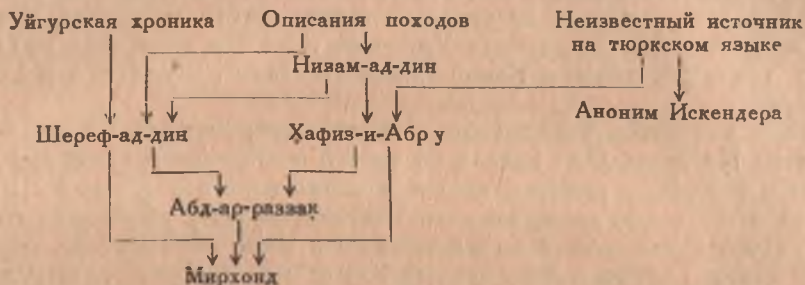 Уйгурская хроника Описания походов Неизвестный источник
на тюркском языке
Низам-ад-дин
Аноним Искендера
Шереф-ад-дин Хафиз-и-Абру
Абд-ар-раззак
Мирхонд